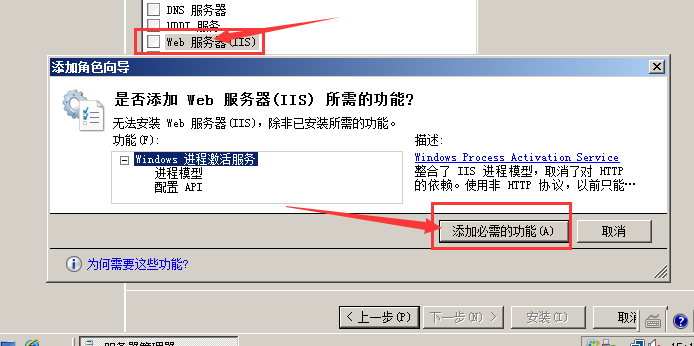 DNS 服务器
UDDI 服务
Web 服务器(IIS)
添加角色向导
是否添加 Web 服务器(IIS) 所需的功能?
无法安装 Web 服务器(IIS)，除非已安装所需的功能。
功能(F):
描述:
Windows 进程激活服务
进程模型
配置 API
Windows Process Activation Service
整合了 IIS 进程模型，取消了对 HTTP
的依赖。使用非 HTTP 协议，以前只能…
添加必需的功能(A)
取消
为何需要这些功能?
< 上一步(P)
下一步(N) >
安装(I)
取消
服务器管理器